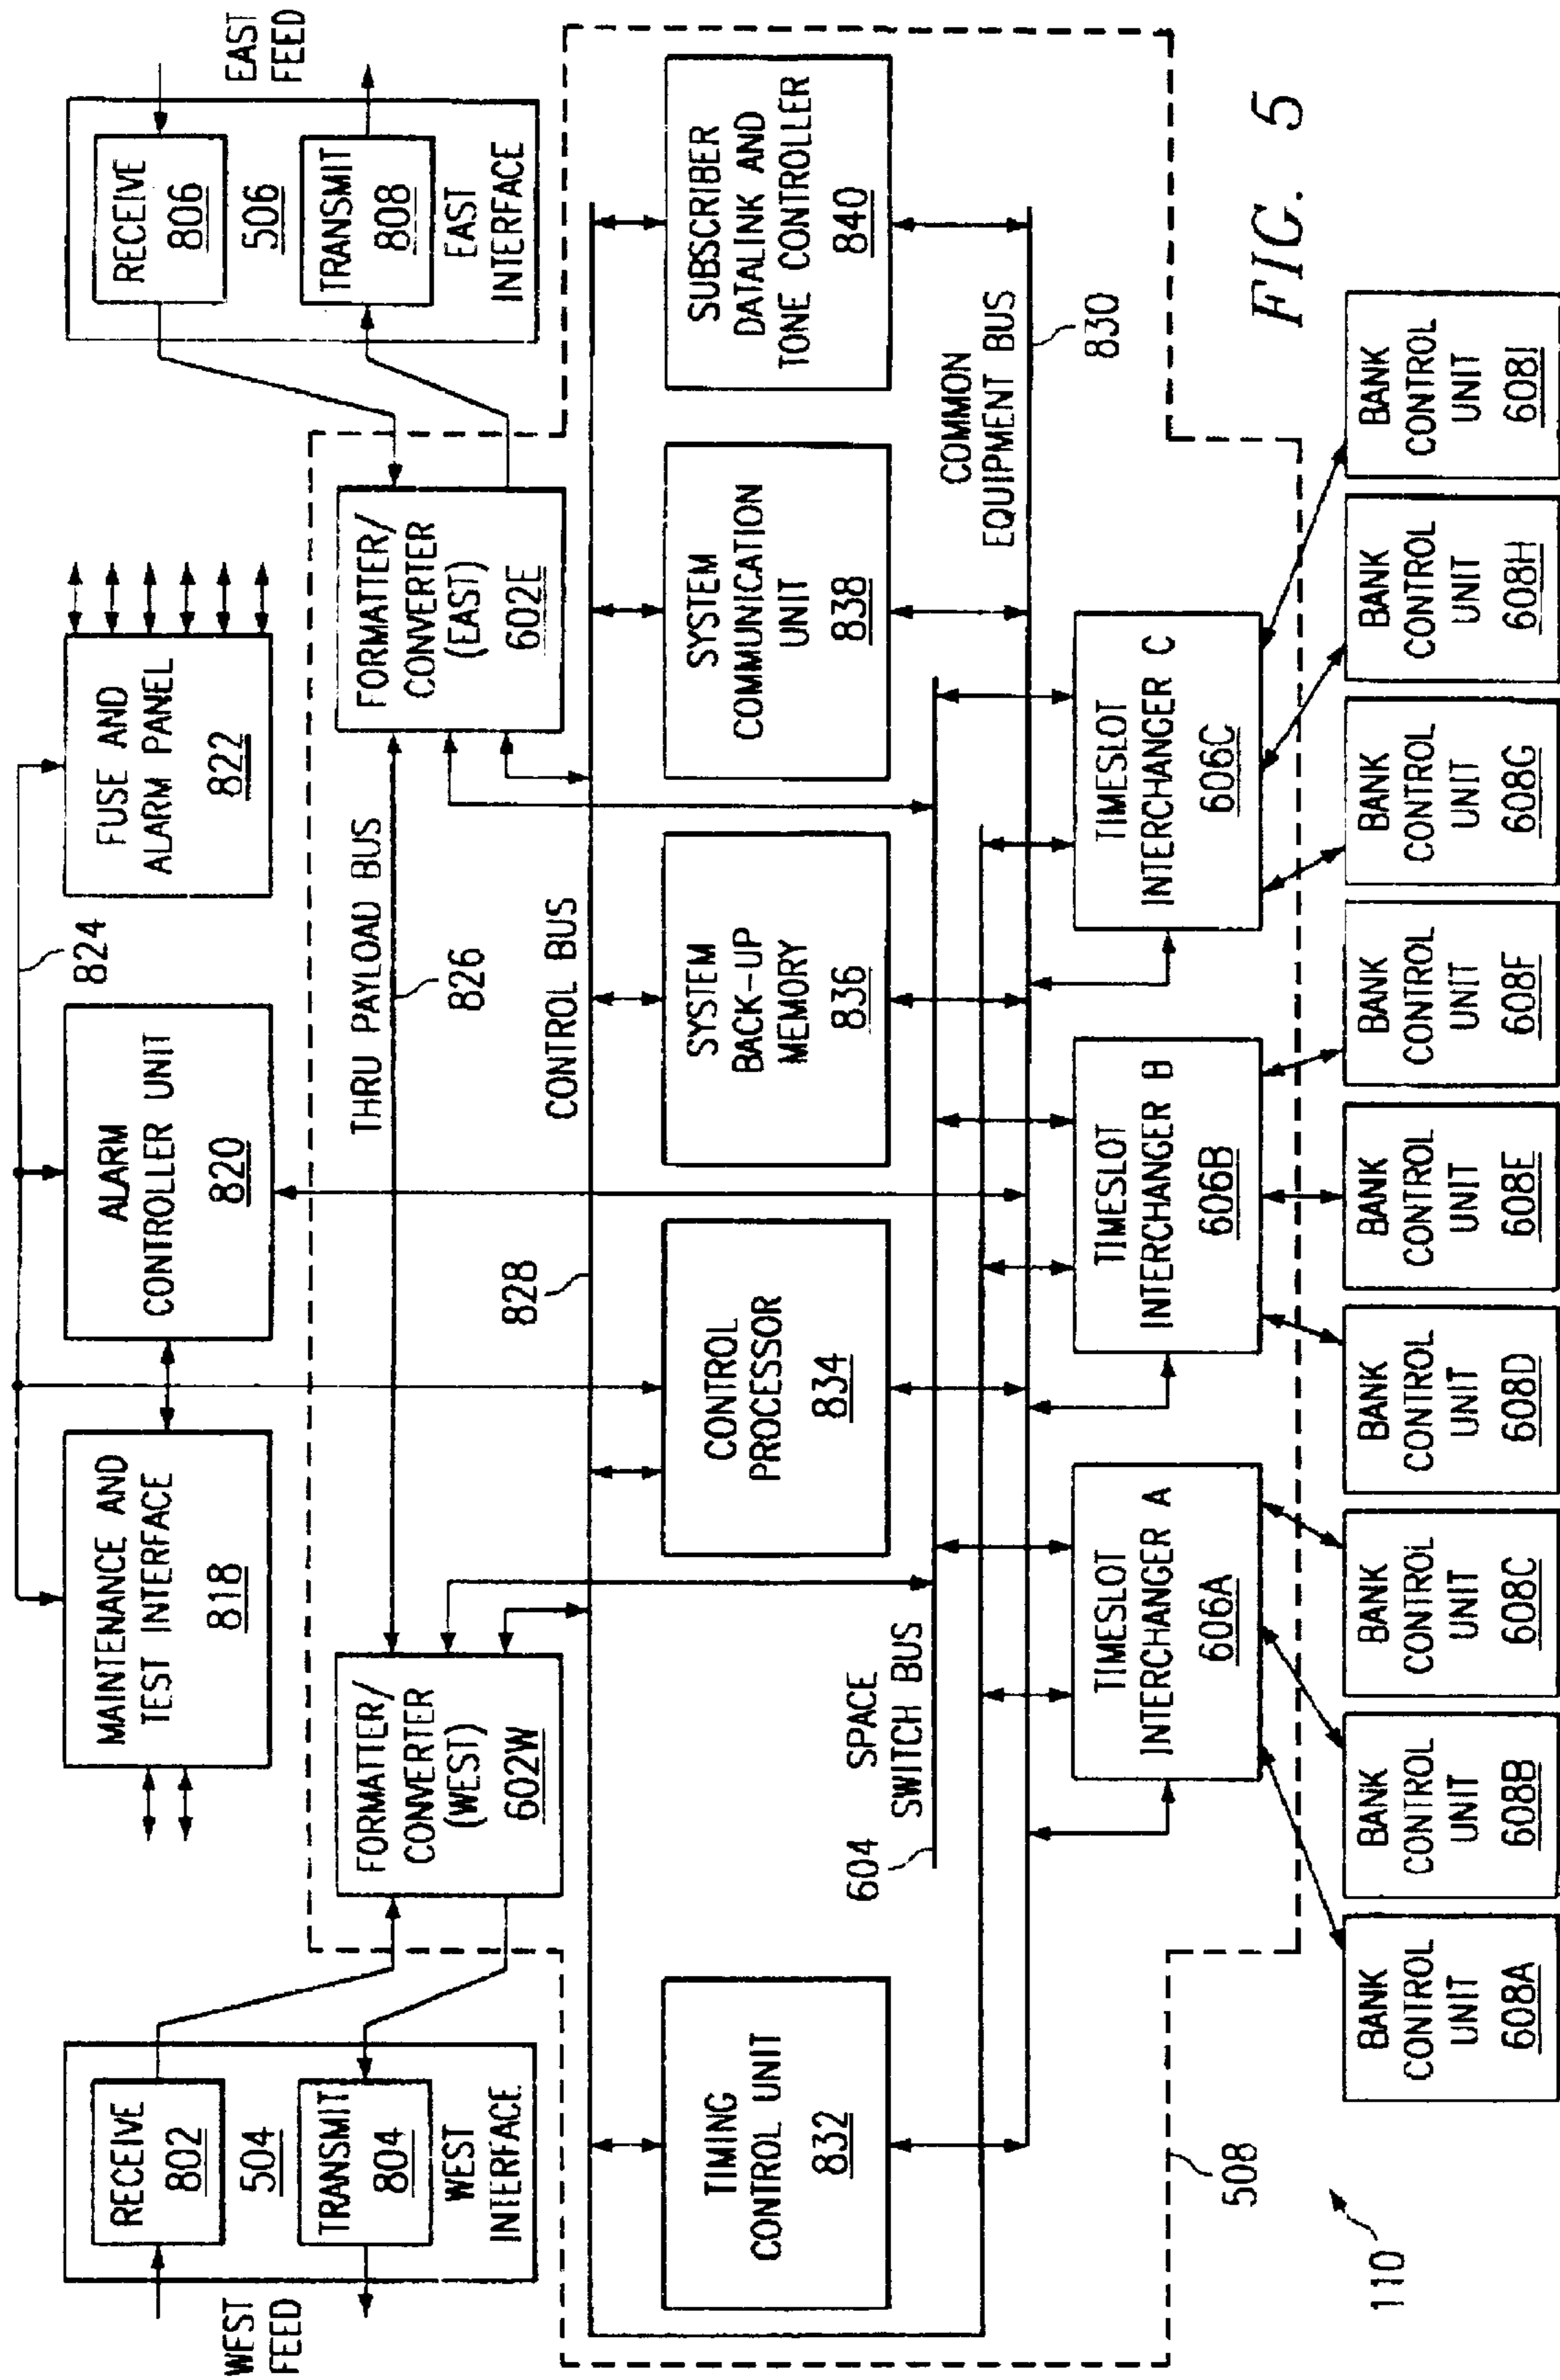 WEST
FEED
RECEIVE
802
504
TRANSMIT
804
WEST
INTERFACE
MAINTENANCE AND
TEST INTERFACE
818
ALARM
CONTROLLER UNIT
820
824
FUSE AND
ALARM PANEL
822
RECEIVE
806
506
TRANSMIT
808
EAST
INTERFACE
EAST
FEED
FORMATTER/
CONVERTER
(WEST)
602W
THRU PAYLOAD BUS
826
FORMATTER/
CONVERTER
(EAST)
602E
828
CONTROL BUS
TIMING
CONTROL UNIT
832
CONTROL
PROCESSOR
834
SYSTEM
BACK-UP
MEMORY
836
SYSTEM
COMMUNICATION
UNIT
838
SUBSCRIBER
DATALINK AND
TONE CONTROLLER
840
604
SPACE
SWITCH BUS
COMMON
EQUIPMENT BUS
830
TIMESLOT
INTERCHANGER A
606A
TIMESLOT
INTERCHANGER B
606B
TIMESLOT
INTERCHANGER C
606C
508
110
BANK
CONTROL
UNIT
608A
BANK
CONTROL
UNIT
608B
BANK
CONTROL
UNIT
608C
BANK
CONTROL
UNIT
608D
BANK
CONTROL
UNIT
608E
BANK
CONTROL
UNIT
608F
BANK
CONTROL
UNIT
608G
BANK
CONTROL
UNIT
608H
BANK
CONTROL
UNIT
608I
FIG. 5